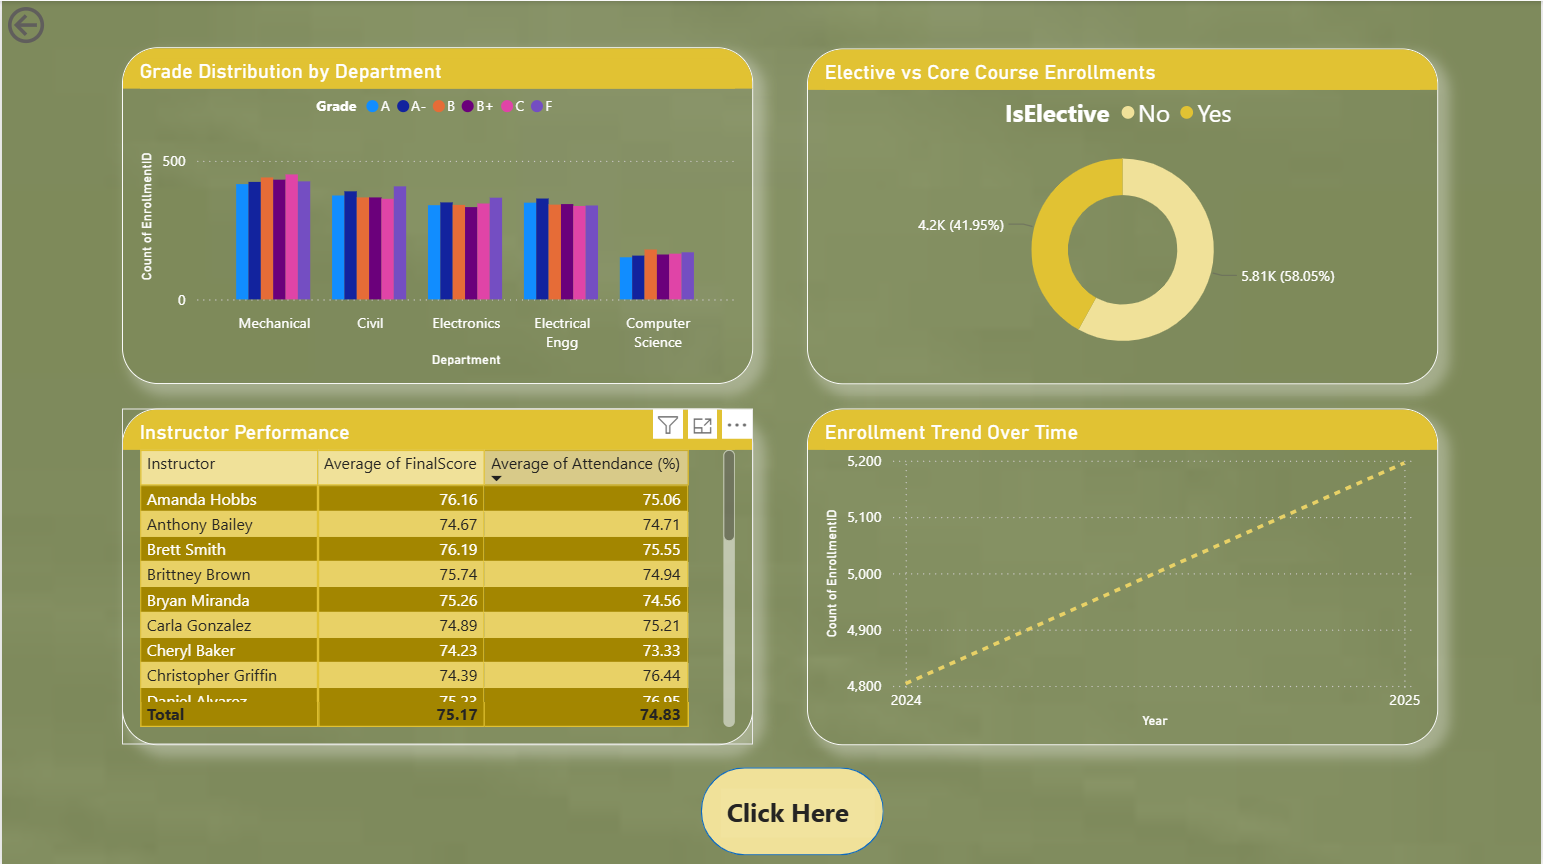 Grade Distribution by Department
Grade A A- B B+ C F
Count of EnrollmentID
500
0
Mechanical Civil Electronics Electrical Engg Computer Science
Department
Elective vs Core Course Enrollments
IsElective No Yes
4.2K (41.95%)
5.81K (58.05%)
Instructor Performance
Instructor Average of FinalScore Average of Attendance (%)
Amanda Hobbs 76.16 75.06
Anthony Bailey 74.67 74.71
Brett Smith 76.19 75.55
Brittney Brown 75.74 74.94
Bryan Miranda 75.26 74.56
Carla Gonzalez 74.89 75.21
Cheryl Baker 74.23 73.33
Christopher Griffin 74.39 76.44
Daniel Alvarez 75.23 76.95
Total 75.17 74.83
Enrollment Trend Over Time
Count of EnrollmentID
5,200
5,100
5,000
4,900
4,800
2024 2025
Year
Click Here